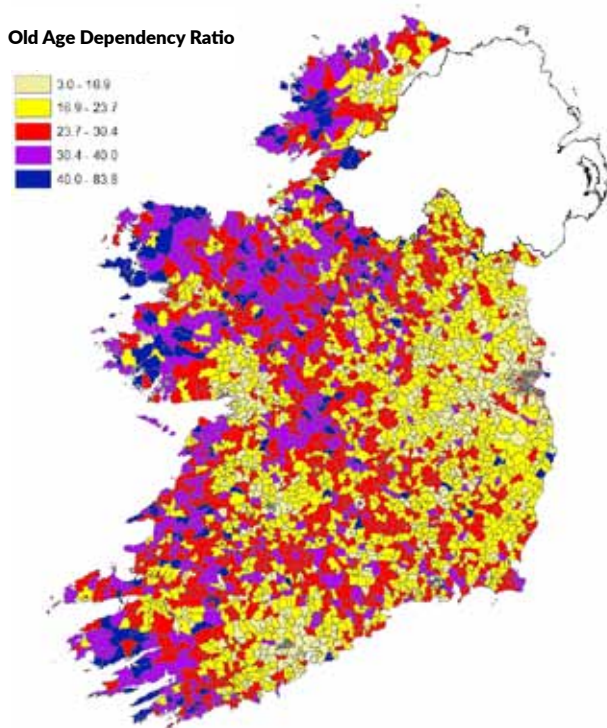 Old Age Dependency Ratio
3.0 - 16.9
16.9 - 23.7
23.7 - 30.4
30.4 - 40.0
40.0 - 83.8